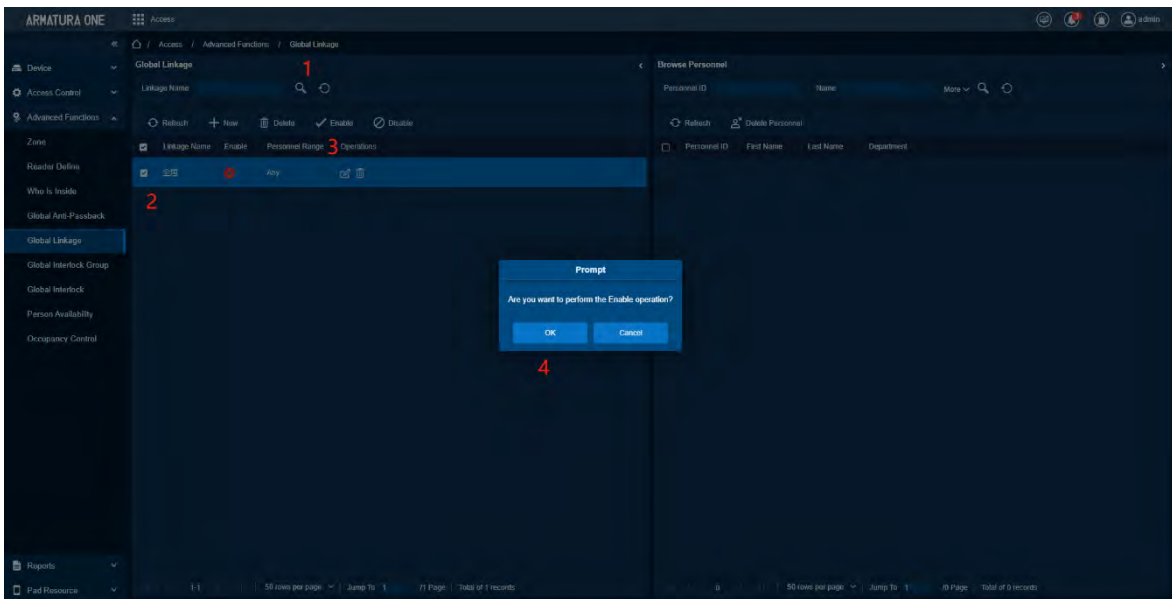 ARMATURA ONE
Access
admin
/ Access / Advanced Functions / Global Linkage
Device
Access Control
Advanced Functions
Zone
Reader Define
Who Is Inside
Global Anti-Passback
Global Linkage
Global Interlock Group
Global Interlock
Person Availability
Occupancy Control
Reports
Pad Resource
Global Linkage
1
Linkage Name
Refresh New Delete Enable Disable
3
Linkage Name Enable Personnel Range Operations
Any
2
1-1 50 rows per page Jump To 1 /1 Page Total of 1 records
Browse Personnel
Personnel ID Name More
Refresh Delete Personnel
Personnel ID First Name Last Name Department
0 50 rows per page Jump To 1 /0 Page Total of 0 records
Prompt
Are you want to perform the Enable operation?
OK Cancel
4